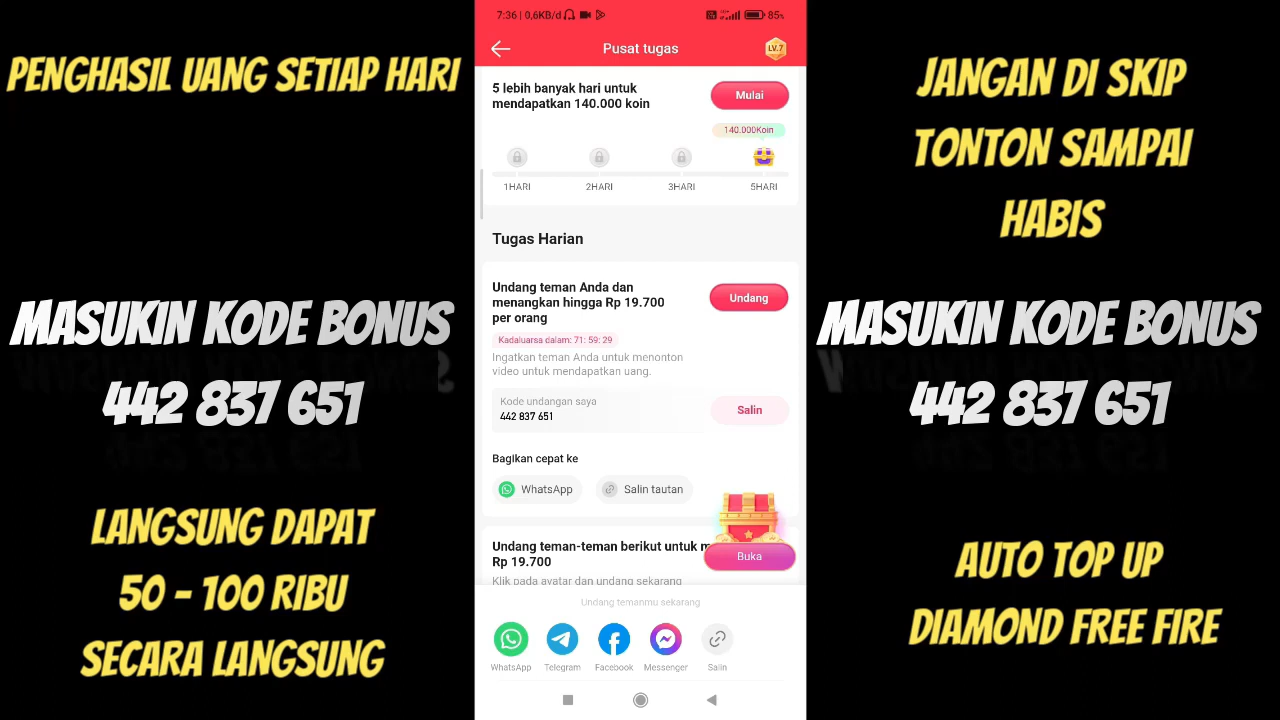 PENGHASIL UANG SETIAP HARI
MASUKIN KODE BONUS
442 837 651
LANGSUNG DAPAT
50 - 100 RIBU
SECARA LANGSUNG
7:36 | 0,6KB/d
85%
Pusat tugas
LV.7
5 lebih banyak hari untuk
mendapatkan 140.000 koin
Mulai
140.000Koin
1HARI
2HARI
3HARI
5HARI
Tugas Harian
Undang teman Anda dan
menangkan hingga Rp 19.700
per orang
Undang
Kadaluarsa dalam: 71: 59: 29
Ingatkan teman Anda untuk menonton
video untuk mendapatkan uang.
Kode undangan saya
442 837 651
Salin
Bagikan cepat ke
WhatsApp
Salin tautan
Undang teman-teman berikut untuk m
Rp 19.700
Buka
Klik pada avatar dan undang sekarang
Undang temanmu sekarang
WhatsApp
Telegram
Facebook
Messenger
Salin
JANGAN DI SKIP
TONTON SAMPAI
HABIS
MASUKIN KODE BONUS
442 837 651
AUTO TOP UP
DIAMOND FREE FIRE